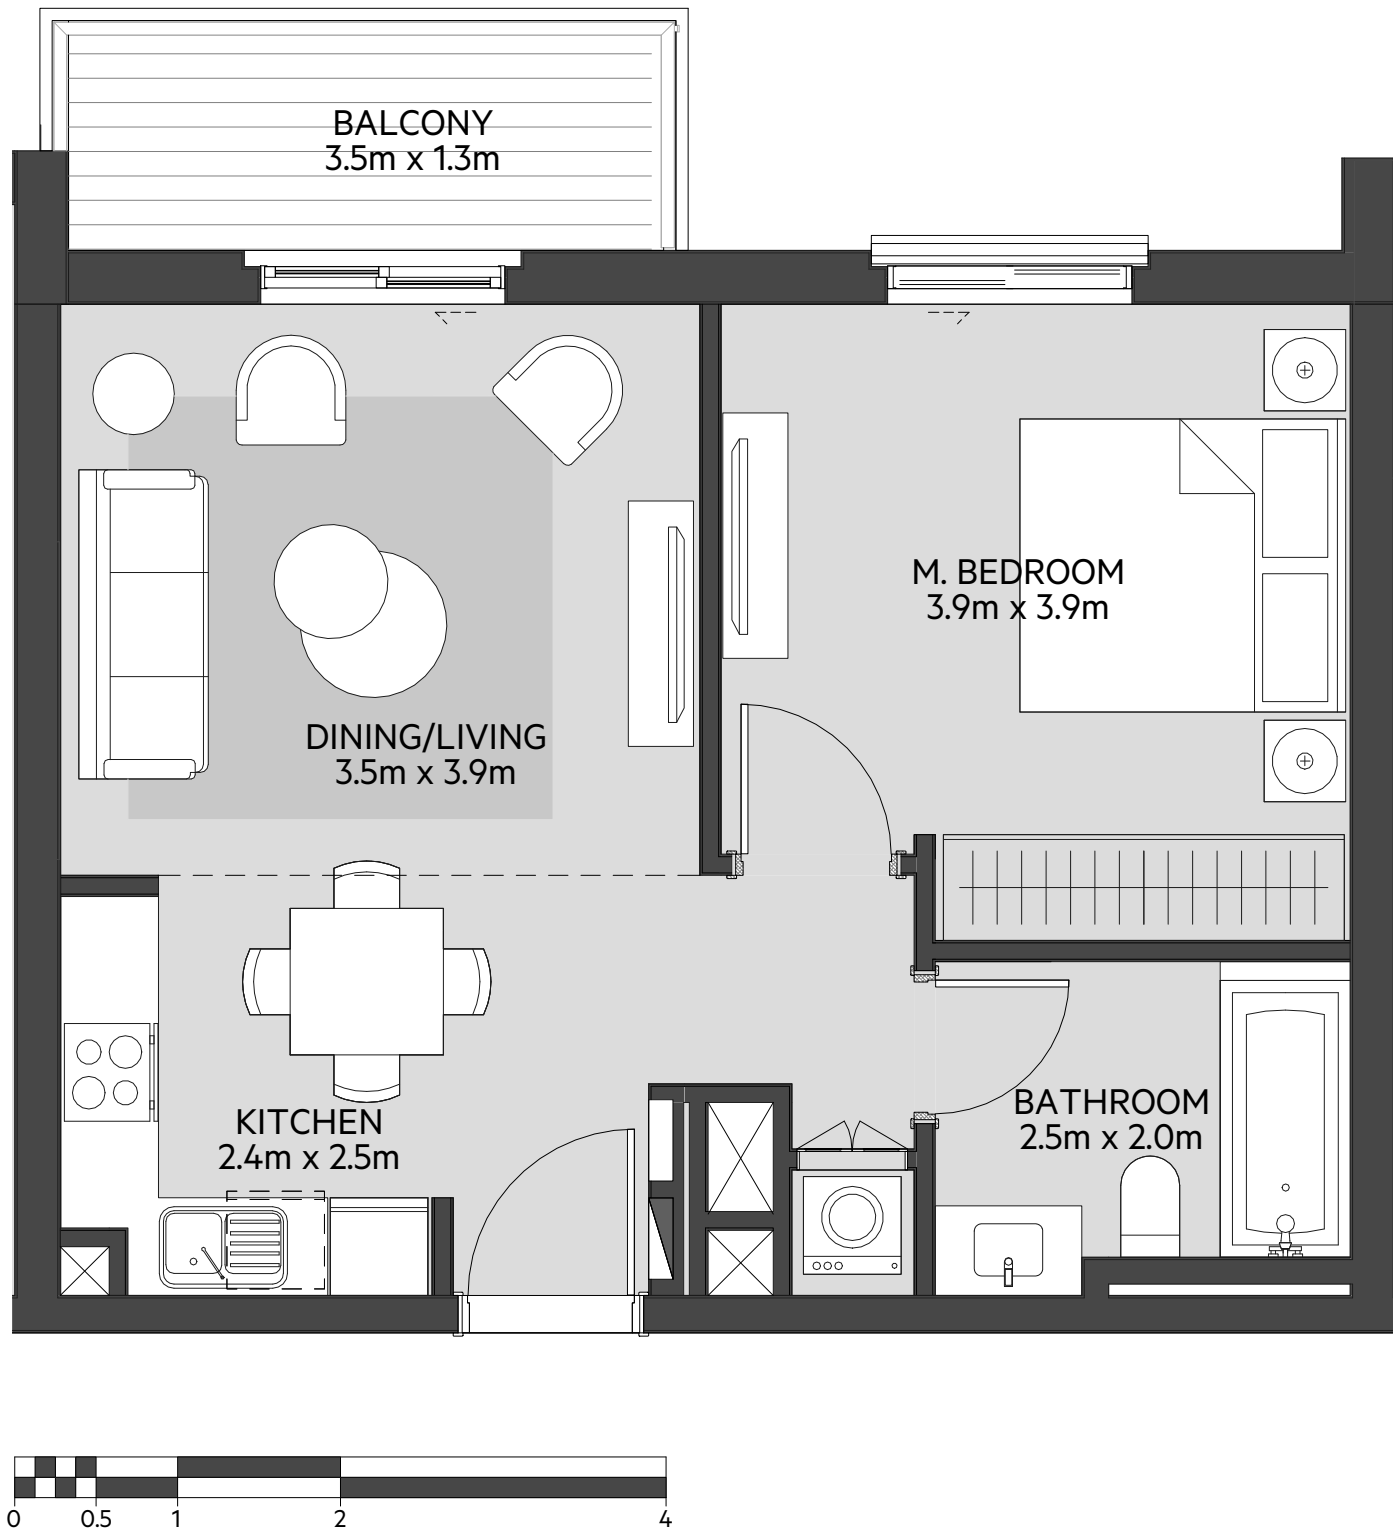 BALCONY
3.5m x 1.3m
M. BEDROOM
3.9m x 3.9m
DINING/LIVING
3.5m x 3.9m
KITCHEN
2.4m x 2.5m
BATHROOM
2.5m x 2.0m
0 0.5 1 2 4